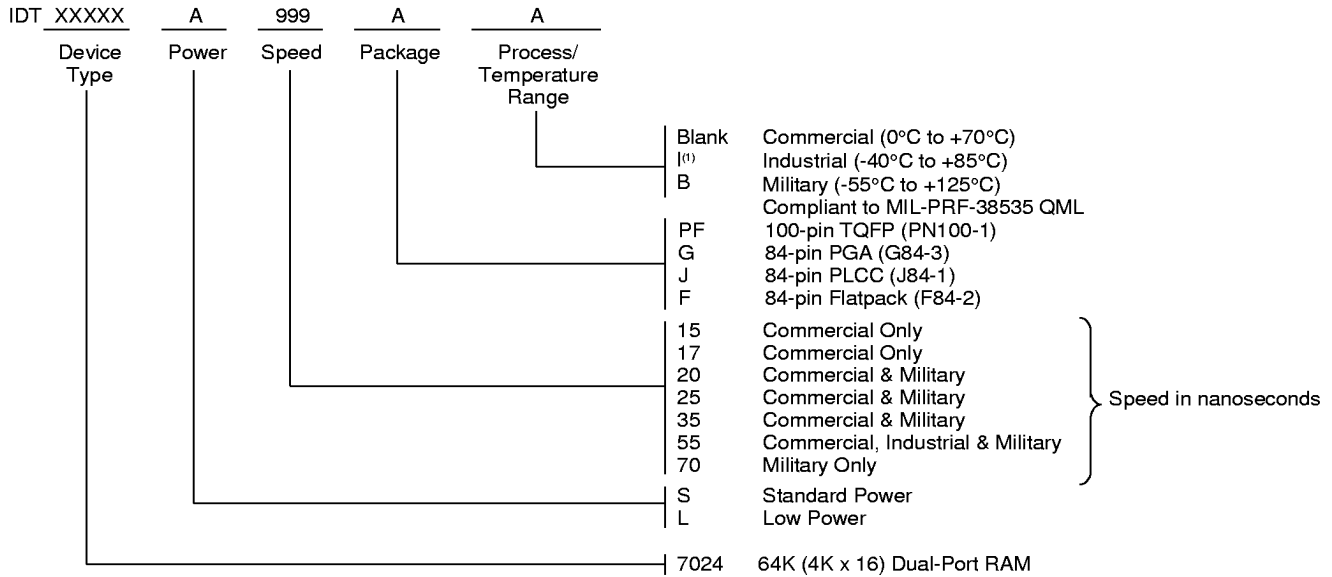 IDT XXXXX A 999 A A
Device Type Power Speed Package Process/ Temperature Range
Blank Commercial (0°C to +70°C)
I(1) Industrial (-40°C to +85°C)
B Military (-55°C to +125°C)
Compliant to MIL-PRF-38535 QML
PF 100-pin TQFP (PN100-1)
G 84-pin PGA (G84-3)
J 84-pin PLCC (J84-1)
F 84-pin Flatpack (F84-2)
15 Commercial Only
17 Commercial Only
20 Commercial & Military
25 Commercial & Military
35 Commercial & Military
55 Commercial, Industrial & Military
70 Military Only
Speed in nanoseconds
S Standard Power
L Low Power
7024 64K (4K x 16) Dual-Port RAM